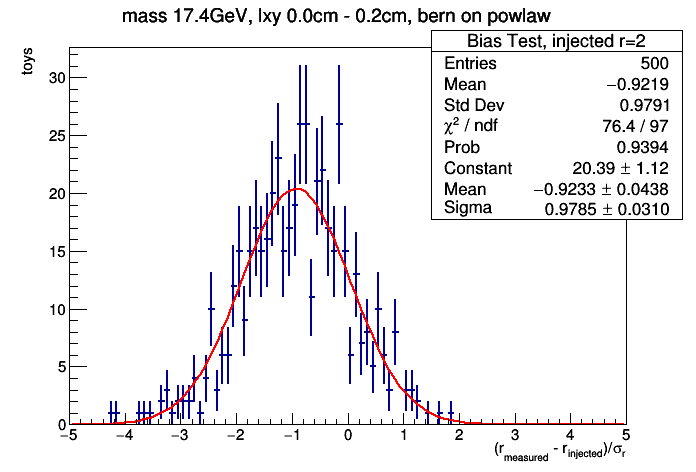 mass 17.4GeV, lxy 0.0cm - 0.2cm, bern on powlaw
Bias Test, injected r=2
Entries 500
Mean −0.9219
Std Dev 0.9791
χ² / ndf 76.4 / 97
Prob 0.9394
Constant 20.39 ± 1.12
Mean −0.9233 ± 0.0438
Sigma 0.9785 ± 0.0310
toys
30
25
20
15
10
5
0
−5 −4 −3 −2 −1 0 1 2 3 4 5
(r_measured - r_injected)/σ_r